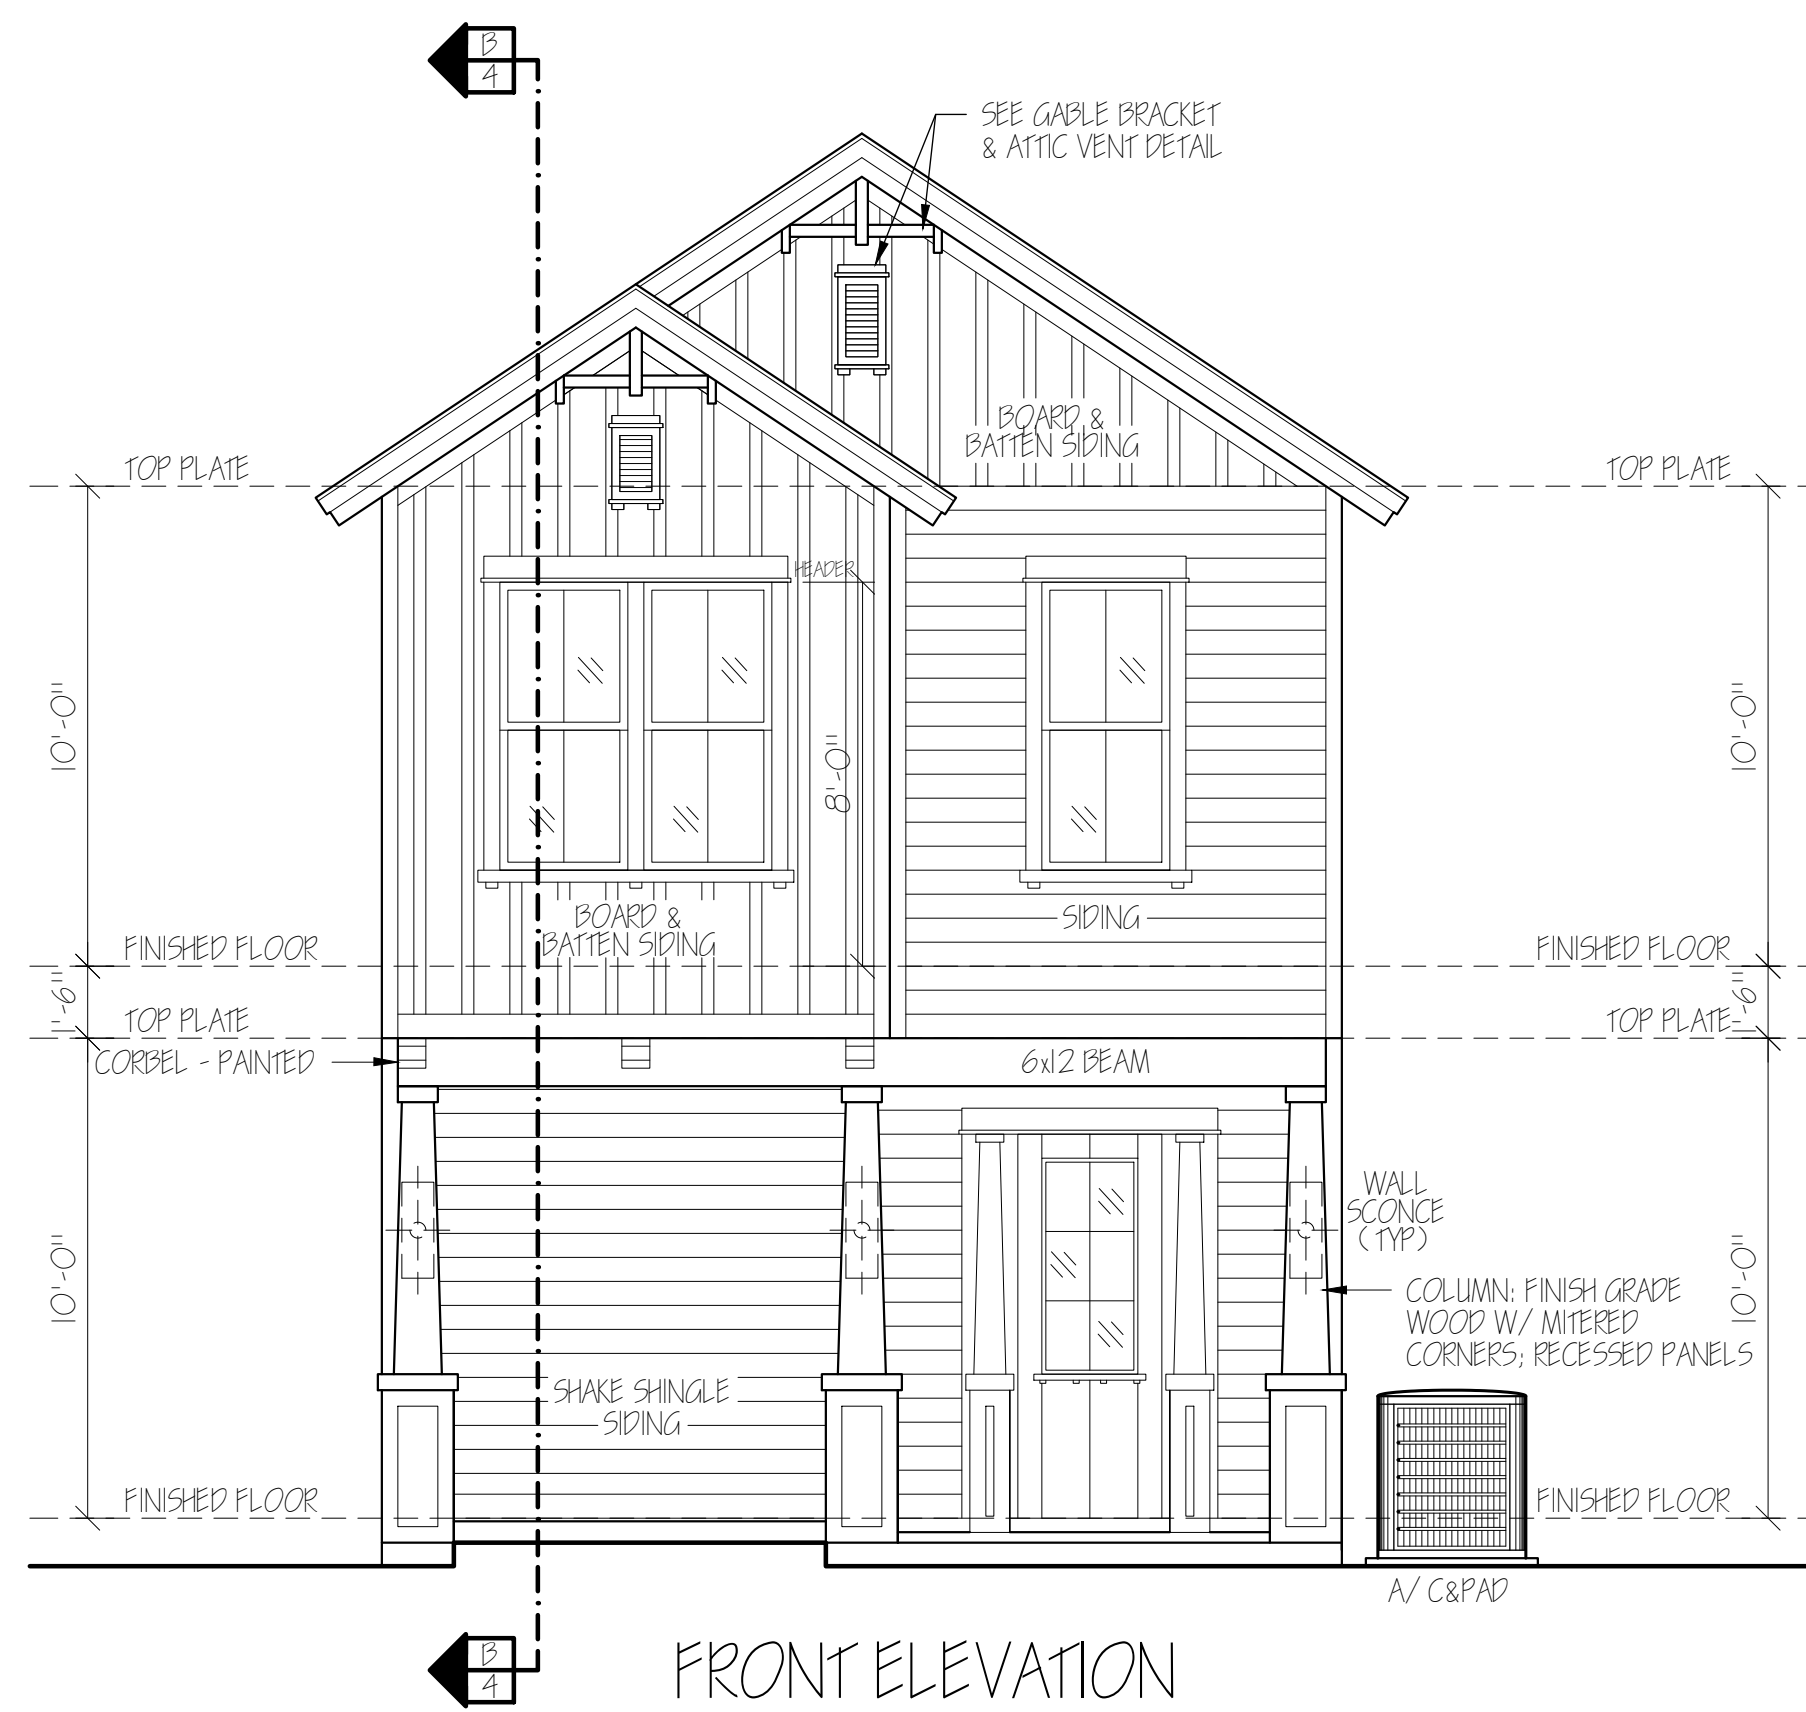 B
4
SEE GABLE BRACKET
& ATTIC VENT DETAIL
BOARD &
BATTEN SIDING
TOP PLATE
TOP PLATE
HEADER
10'-0"
8'-0"
10'-0"
BOARD &
BATTEN SIDING
SIDING
FINISHED FLOOR
FINISHED FLOOR
1'-6"
1'-6"
TOP PLATE
TOP PLATE
CORBEL - PAINTED
6x12 BEAM
WALL
SCONCE
(TYP)
10'-0"
10'-0"
COLUMN: FINISH GRADE
WOOD W/ MITERED
CORNERS; RECESSED PANELS
SHAKE SHINGLE
SIDING
FINISHED FLOOR
FINISHED FLOOR
A/C&PAD
B
4
FRONT ELEVATION